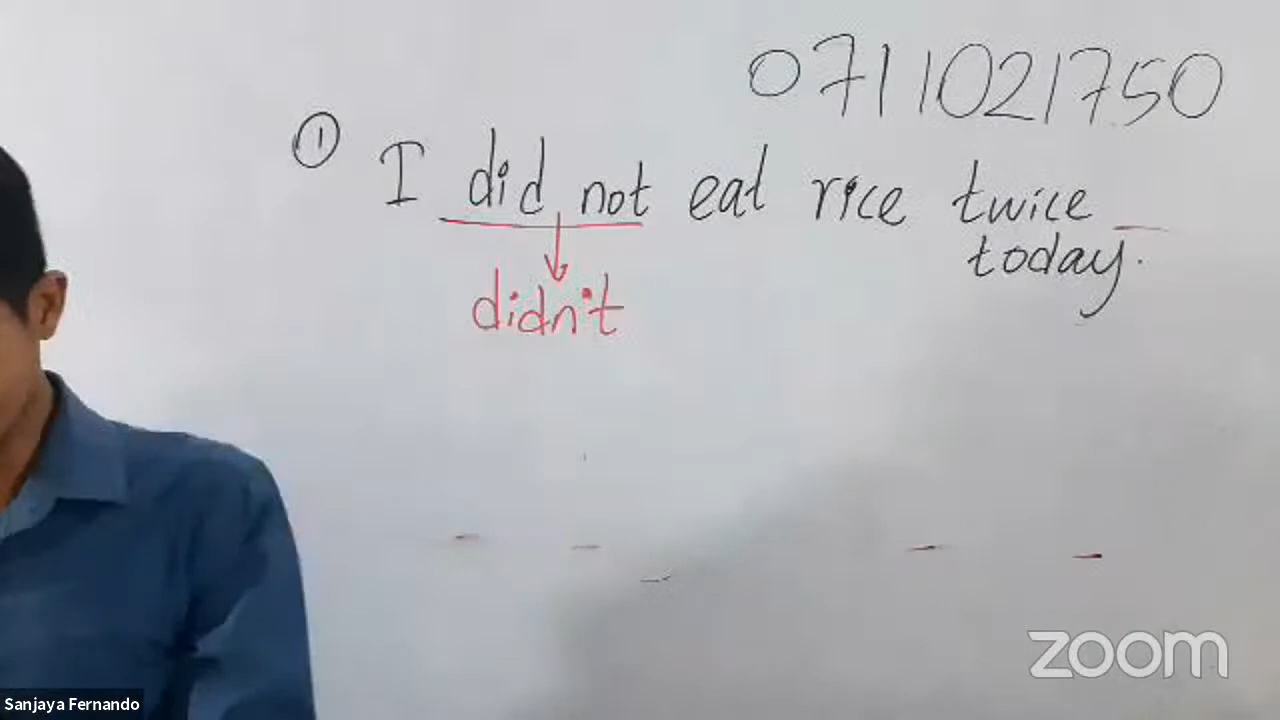 0711021750
① I did not eat rice twice
today.
didn't
zoom
Sanjaya Fernando